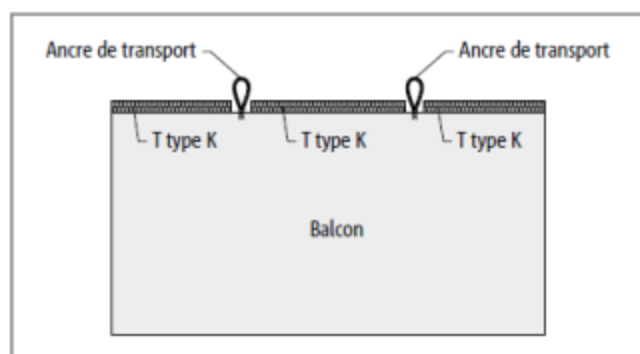 Ancre de transport
Ancre de transport
T type K
T type K
T type K
Balcon